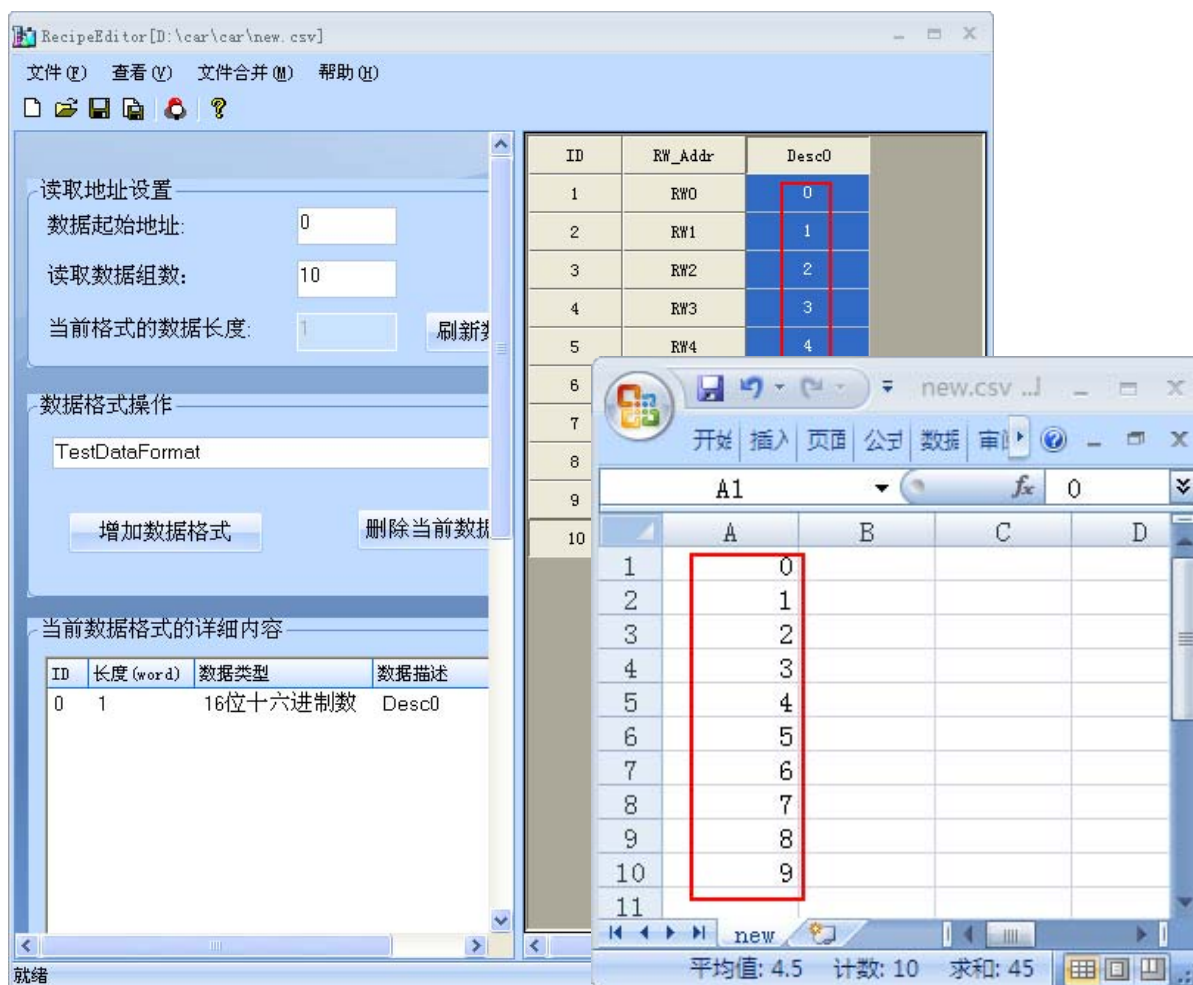 RecipeEditor[D:\car\car\new.csv]
文件(F) 查看(V) 文件合并(M) 帮助(H)
读取地址设置
数据起始地址: 0
读取数据组数: 10
当前格式的数据长度: 1 刷新
数据格式操作
TestDataFormat
增加数据格式 删除当前数据
当前数据格式的详细内容
ID 长度(word) 数据类型 数据描述
0 1 16位十六进制数 Desc0
就绪
ID RW_Addr Desc0
1 RW0 0
2 RW1 1
3 RW2 2
4 RW3 3
5 RW4 4
6
7
8
9
10
new.csv ...
开始 插入 页面 公式 数据 审阅
A1 fx 0
A B C D
1 0
2 1
3 2
4 3
5 4
6 5
7 6
8 7
9 8
10 9
11
new
平均值: 4.5 计数: 10 求和: 45